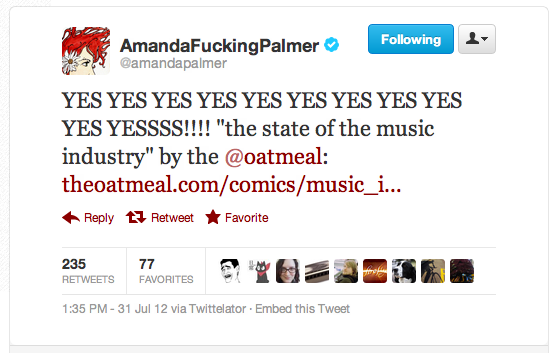 AmandaFuckingPalmer
Following
@amandapalmer
YES YES YES YES YES YES YES YES YES
YES YESSSS!!!! "the state of the music
industry" by the @oatmeal:
theoatmeal.com/comics/music_i...
Reply Retweet Favorite
235 77
RETWEETS FAVORITES
1:35 PM - 31 Jul 12 via Twittelator · Embed this Tweet